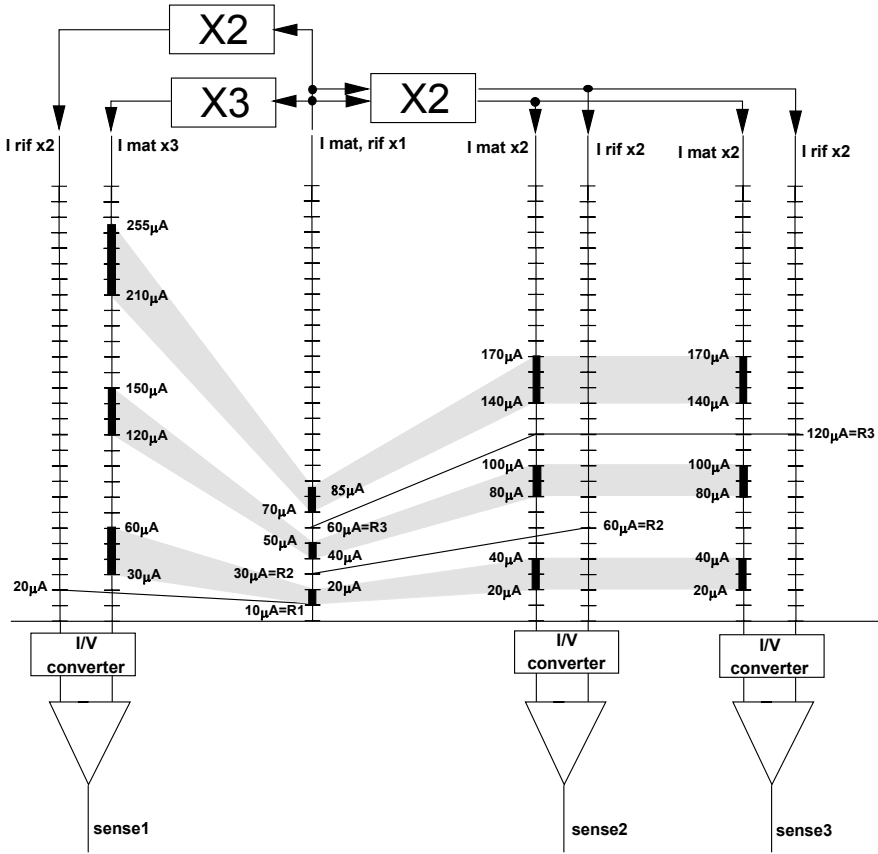 X2
X3
X2
I rif x2
I mat x3
I mat, rif x1
I mat x2
I rif x2
I mat x2
I rif x2
255μA
210μA
150μA
120μA
60μA
30μA
20μA
85μA
70μA
60μA=R3
50μA
40μA
30μA=R2
20μA
10μA=R1
170μA
140μA
100μA
80μA
40μA
20μA
60μA=R2
170μA
140μA
100μA
80μA
40μA
20μA
120μA=R3
I/V
converter
I/V
converter
I/V
converter
sense1
sense2
sense3